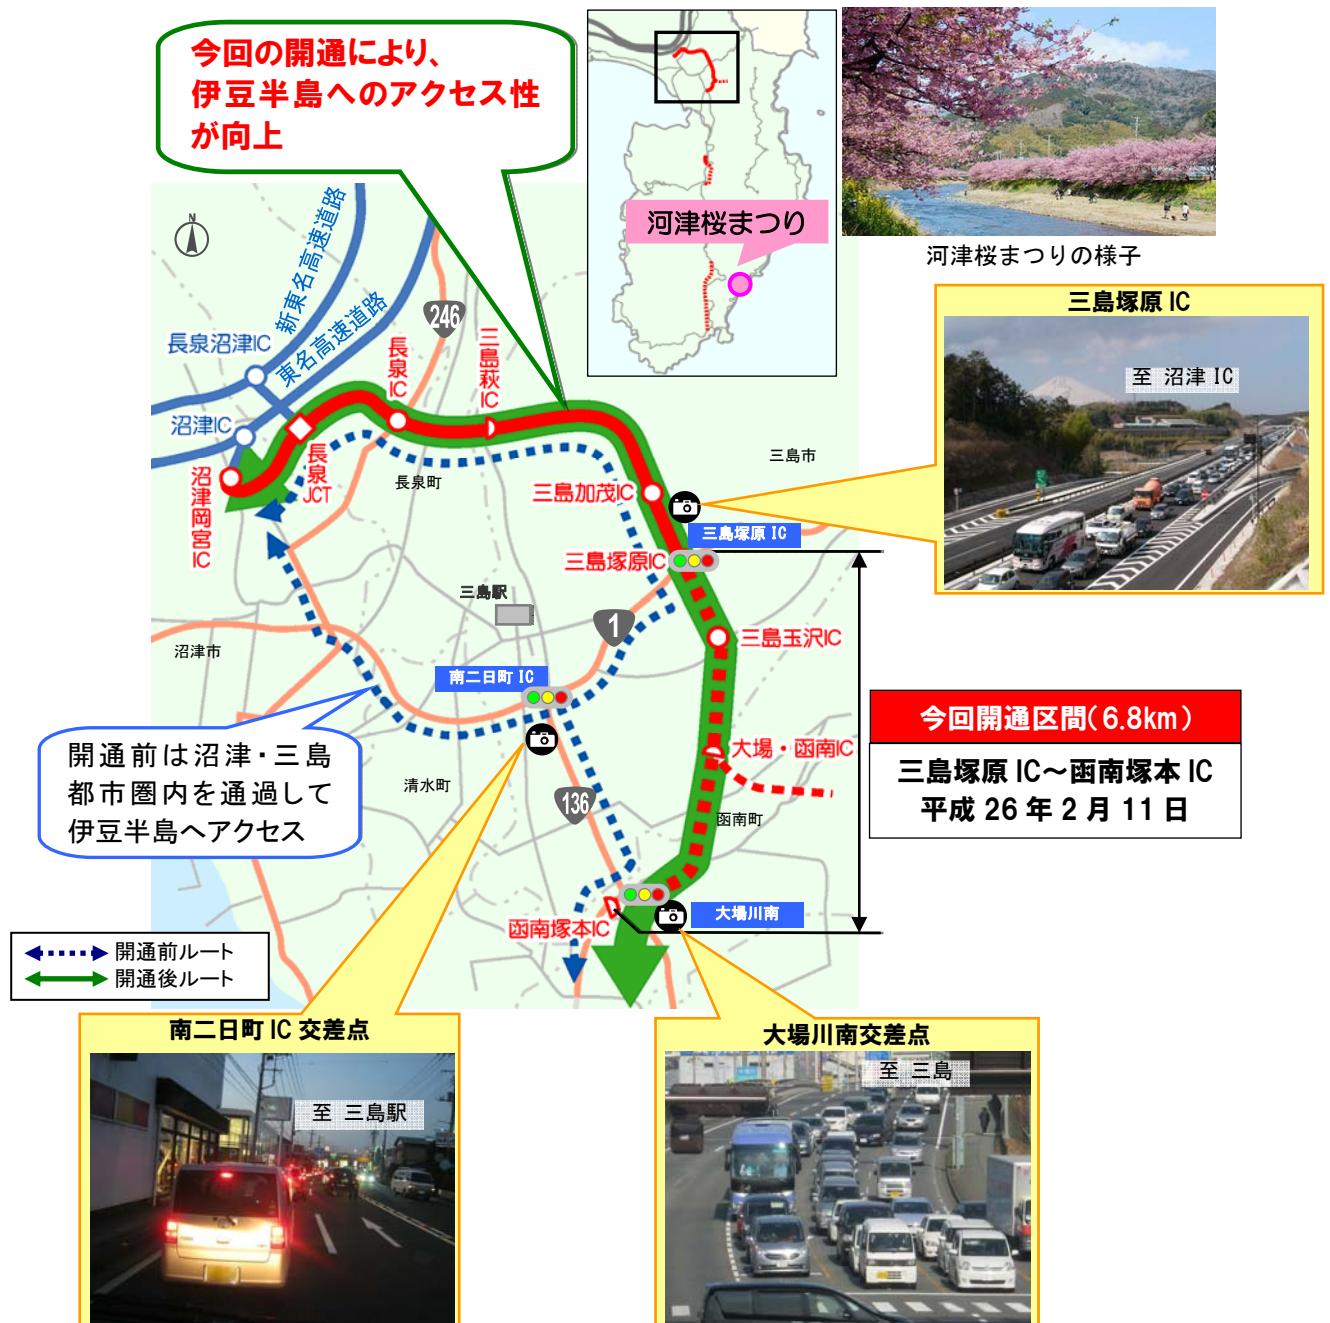 今回の開通により、
伊豆半島へのアクセス性
が向上
河津桜まつり
河津桜まつりの様子
N
新東名高速道路
東名高速道路
246
長泉沼津IC
沼津IC
長泉IC
三島萩IC
長泉JCT
沼津岡宮IC
長泉町
三島市
三島加茂IC
三島塚原 IC
三島塚原IC
三島塚原 IC
至 沼津 IC
三島駅
1
三島玉沢IC
沼津市
南二日町 IC
大場・函南IC
今回開通区間(6.8km)
三島塚原 IC～函南塚本 IC
平成 26 年 2 月 11 日
開通前は沼津・三島
都市圏内を通過して
伊豆半島へアクセス
清水町
136
函南町
函南塚本IC
大場川南
開通前ルート
開通後ルート
南二日町 IC 交差点
至 三島駅
大場川南交差点
至 三島